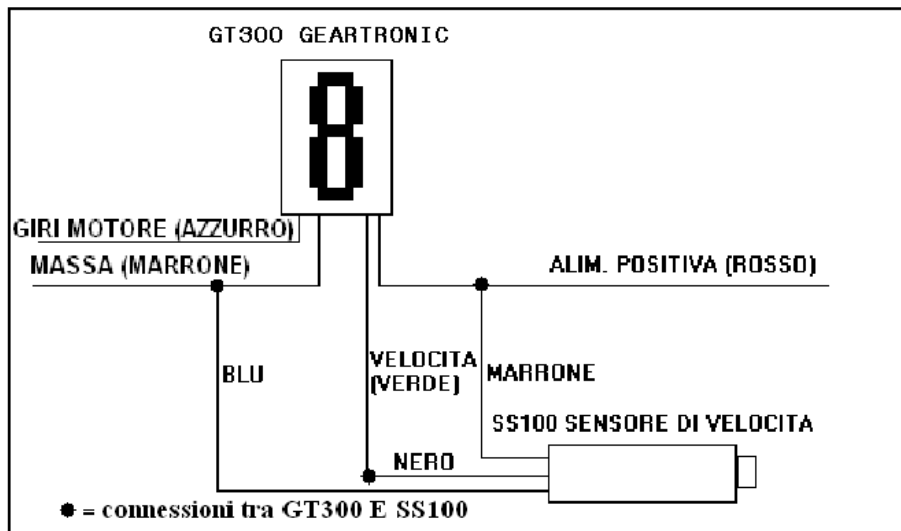 GT300 GEARTRONIC
8
GIRI MOTORE (AZZURRO)
MASSA (MARRONE)
ALIM. POSITIVA (ROSSO)
BLU
VELOCITA
(VERDE)
MARRONE
SS100 SENSORE DI VELOCITA
NERO
= connessioni tra GT300 E SS100